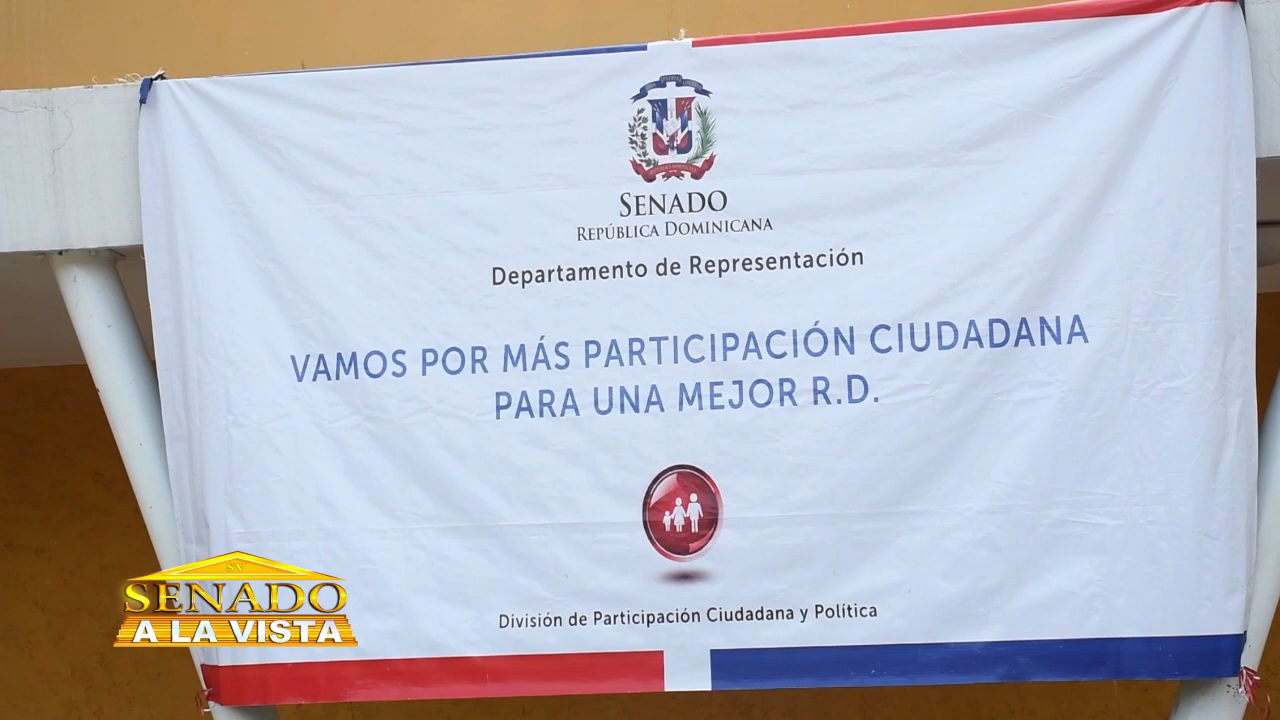 SENADO
REPÚBLICA DOMINICANA
Departamento de Representación
VAMOS POR MÁS PARTICIPACIÓN CIUDADANA
PARA UNA MEJOR R.D.
División de Participación Ciudadana y Política
SV
SENADO
A LA VISTA